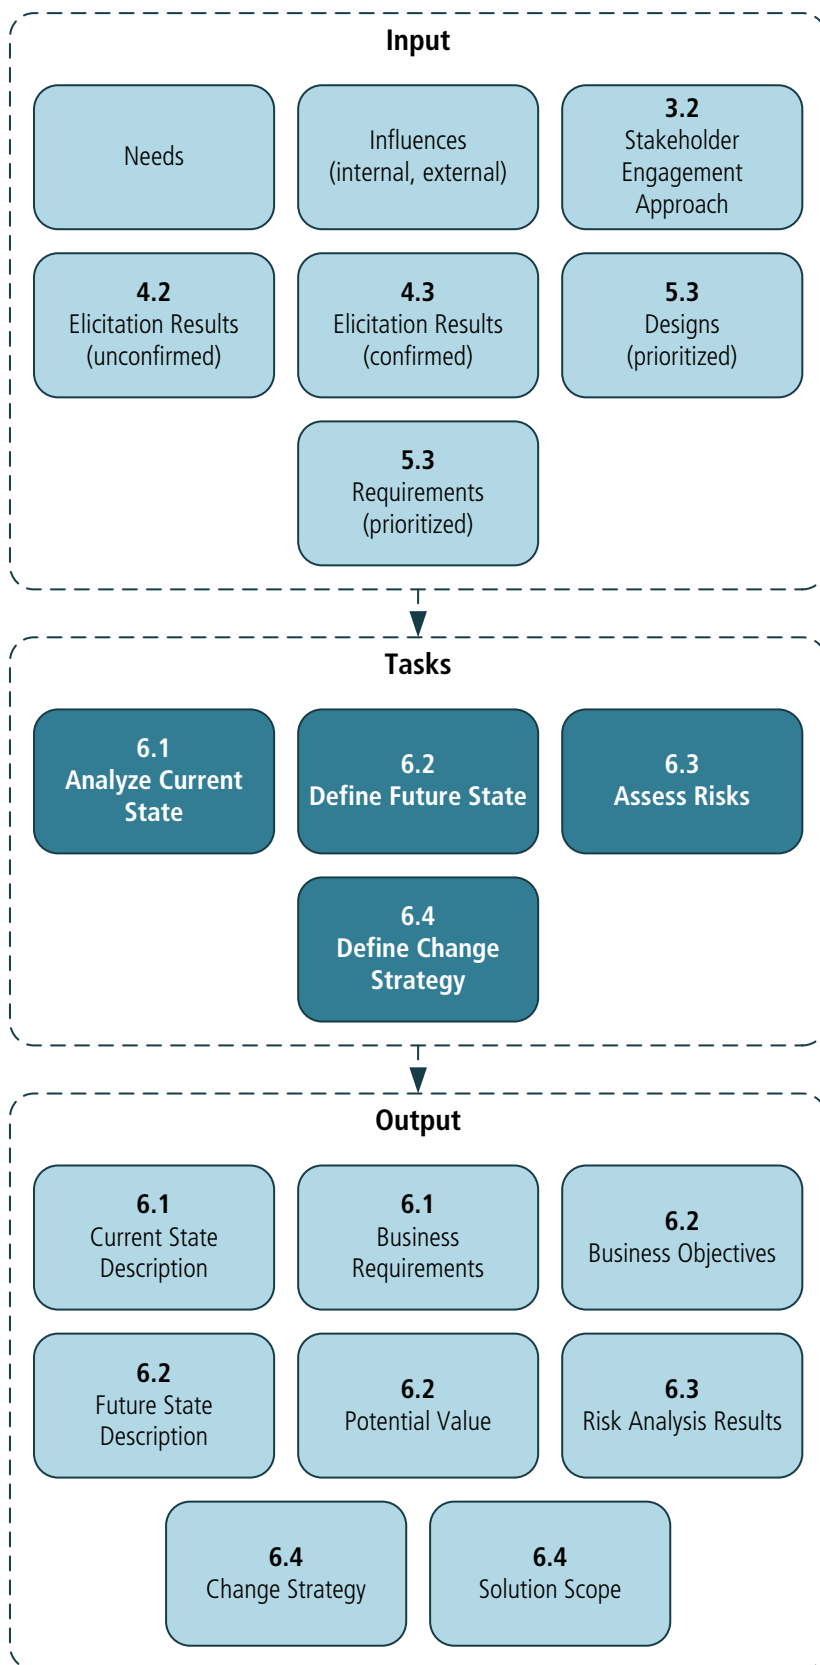 Input
Needs
Influences
(internal, external)
3.2
Stakeholder
Engagement
Approach
4.2
Elicitation Results
(unconfirmed)
4.3
Elicitation Results
(confirmed)
5.3
Designs
(prioritized)
5.3
Requirements
(prioritized)
Tasks
6.1
Analyze Current
State
6.2
Define Future State
6.3
Assess Risks
6.4
Define Change
Strategy
Output
6.1
Current State
Description
6.1
Business
Requirements
6.2
Business Objectives
6.2
Future State
Description
6.2
Potential Value
6.3
Risk Analysis Results
6.4
Change Strategy
6.4
Solution Scope